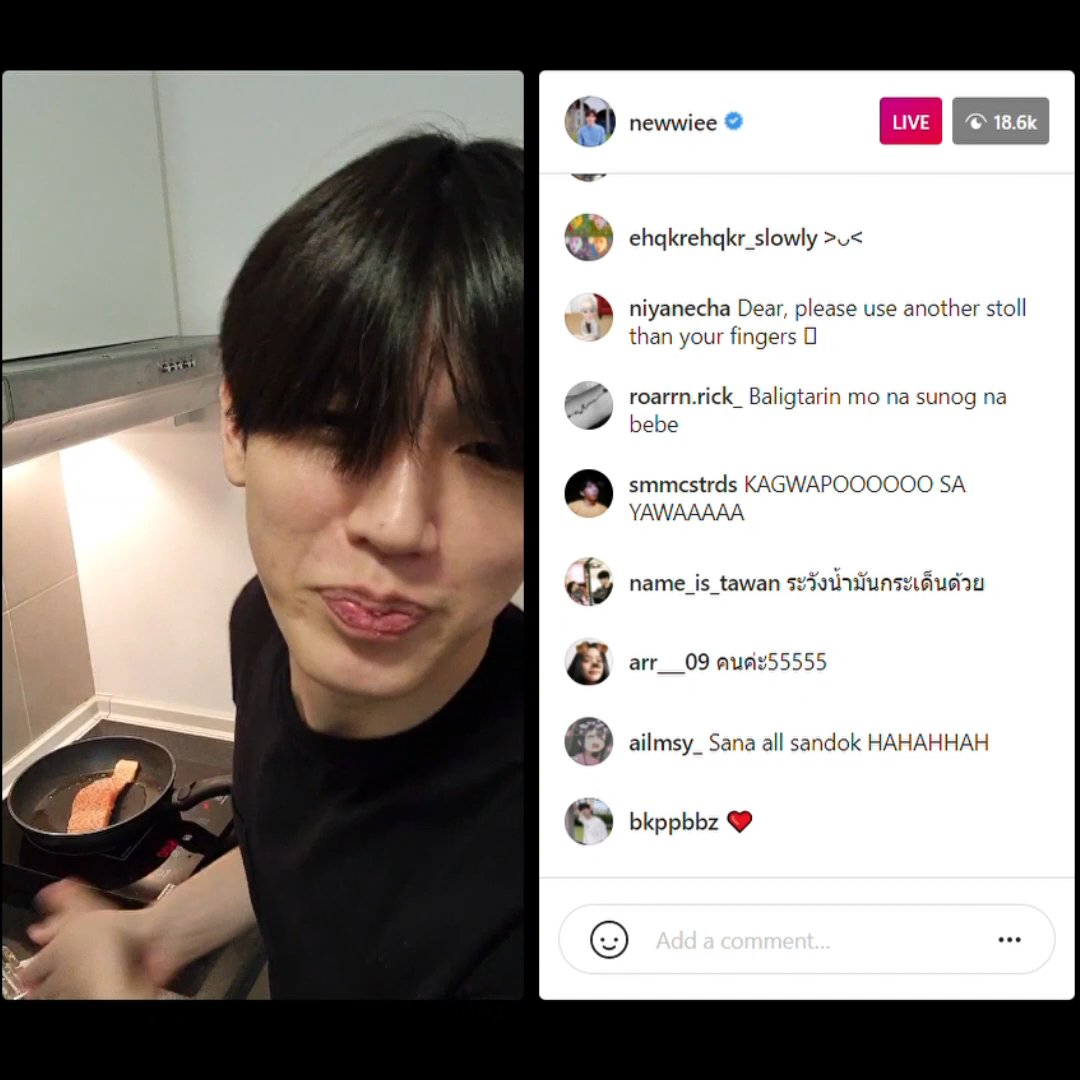 newwiee
LIVE
18.6k
ehqkrehqkr_slowly >ᴗ<
niyanecha Dear, please use another stoll
than your fingers
roarrn.rick_ Baligtarin mo na sunog na
bebe
smmcstrds KAGWAPOOOOOO SA
YAWAAAAA
name_is_tawan ระวังน้ำมันกระเด็นด้วย
arr___09 คนค่ะ55555
ailmsy_ Sana all sandok HAHAHHAH
bkppbbz ❤️
Add a comment...